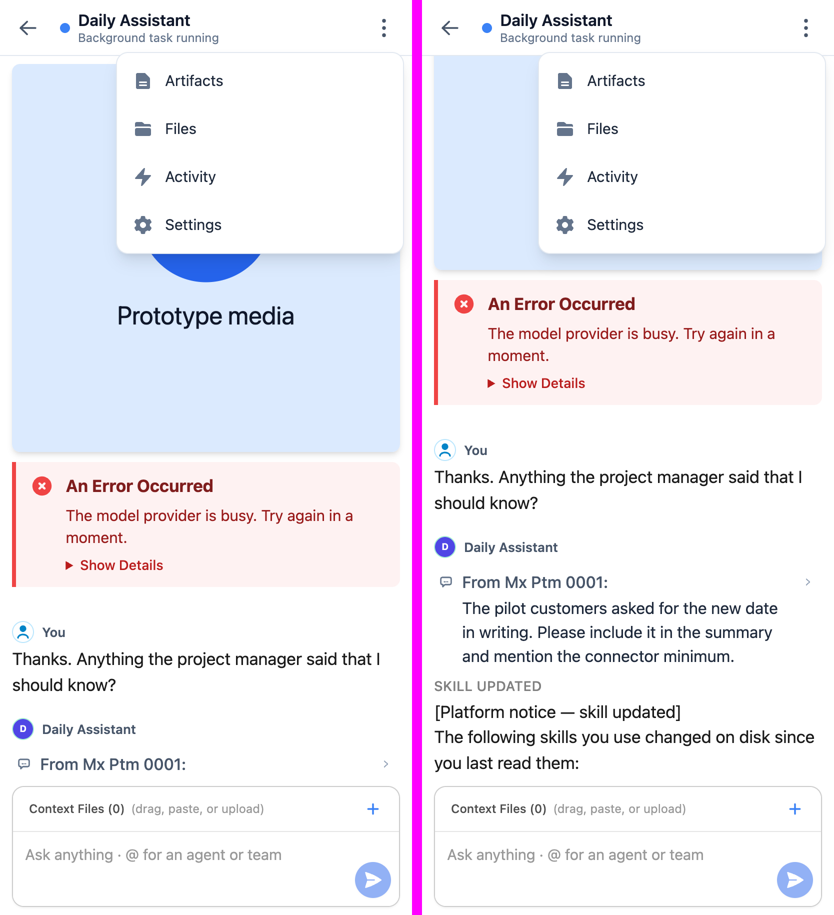 Daily Assistant
Background task running
Artifacts
Files
Activity
Settings
Prototype media
An Error Occurred
The model provider is busy. Try again in a
moment.
Show Details
You
Thanks. Anything the project manager said that I
should know?
D
Daily Assistant
From Mx Ptm 0001:
Context Files (0) (drag, paste, or upload)
Ask anything · @ for an agent or team
Daily Assistant
Background task running
Artifacts
Files
Activity
Settings
An Error Occurred
The model provider is busy. Try again in a
moment.
Show Details
You
Thanks. Anything the project manager said that I
should know?
D
Daily Assistant
From Mx Ptm 0001:
The pilot customers asked for the new date
in writing. Please include it in the summary
and mention the connector minimum.
SKILL UPDATED
[Platform notice — skill updated]
The following skills you use changed on disk since
you last read them:
Context Files (0) (drag, paste, or upload)
Ask anything · @ for an agent or team